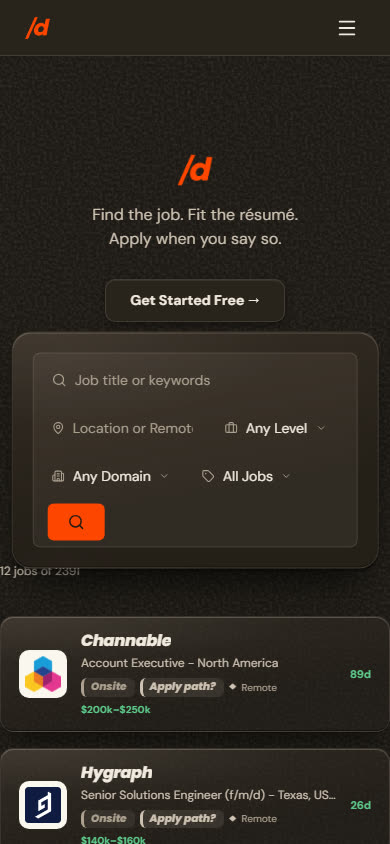 /d
/d
Find the job. Fit the résumé.
Apply when you say so.
Get Started Free →
Job title or keywords
Location or Remot
Any Level
Any Domain
All Jobs
12 jobs of 2391
Channable
Account Executive - North America
89d
Onsite Apply path? Remote
$200k–$250k
Hygraph
Senior Solutions Engineer (f/m/d) - Texas, US...
26d
Onsite Apply path? Remote
$140k–$160k